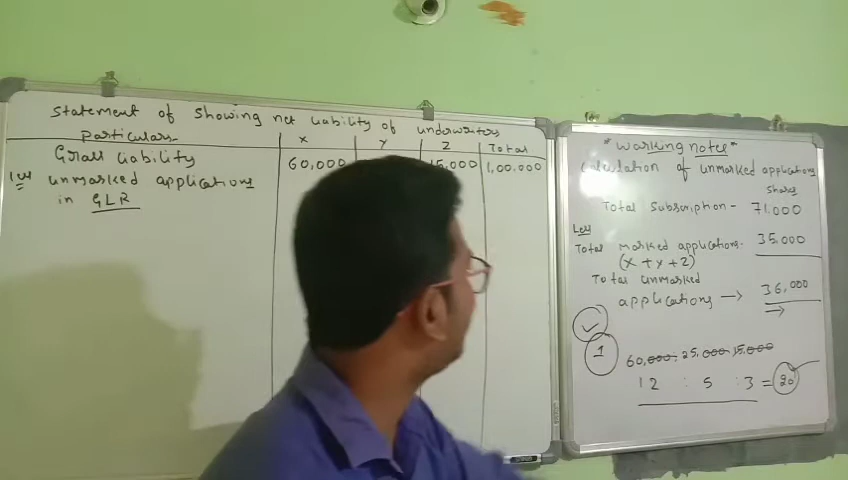 Statement of showing net liability of underwriters
Particulars X Y Z Total
Gross liability 60,000 15,000 1,00,000
Less unmarked applications
in GLR
* working notes *
calculation of unmarked applications
Shares
Total Subscription - 71,000
Less
Total marked applications. 35,000
(X + Y + Z)
Total unmarked
applications → 36,000
1 60,000: 25,000 : 15,000
12 : 5 : 3 = 20